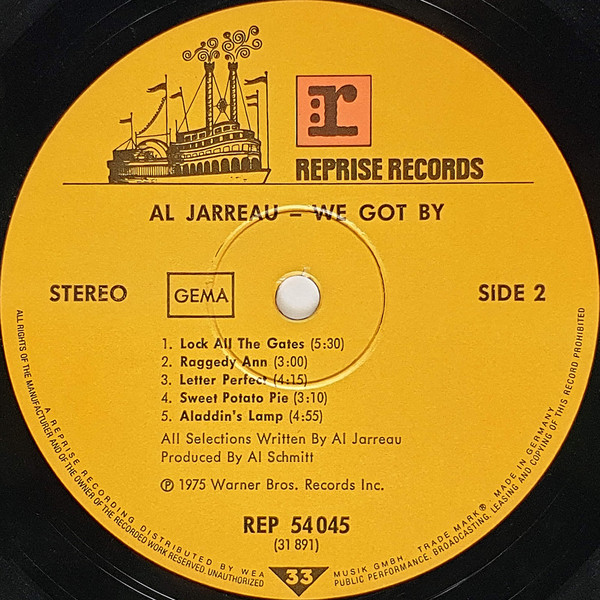 r
REPRISE RECORDS
AL JARREAU – WE GOT BY
STEREO
GEMA
SIDE 2
1. Lock All The Gates (5:30)
2. Raggedy Ann (3:00)
3. Letter Perfect (4:15)
4. Sweet Potato Pie (3:10)
5. Aladdin's Lamp (4:55)
All Selections Written By Al Jarreau
Produced By Al Schmitt
℗ 1975 Warner Bros. Records Inc.
REP 54 045
(31 891)
33
A REPRISE RECORDING DISTRIBUTED BY WEA MUSIK GMBH. TRADE MARK®. MADE IN GERMANY
ALL RIGHTS OF THE MANUFACTURER AND OF THE OWNER OF THE RECORDED WORK RESERVED. UNAUTHORIZED PUBLIC PERFORMANCE, BROADCASTING, LEASING AND COPYING OF THIS RECORD PROHIBITED